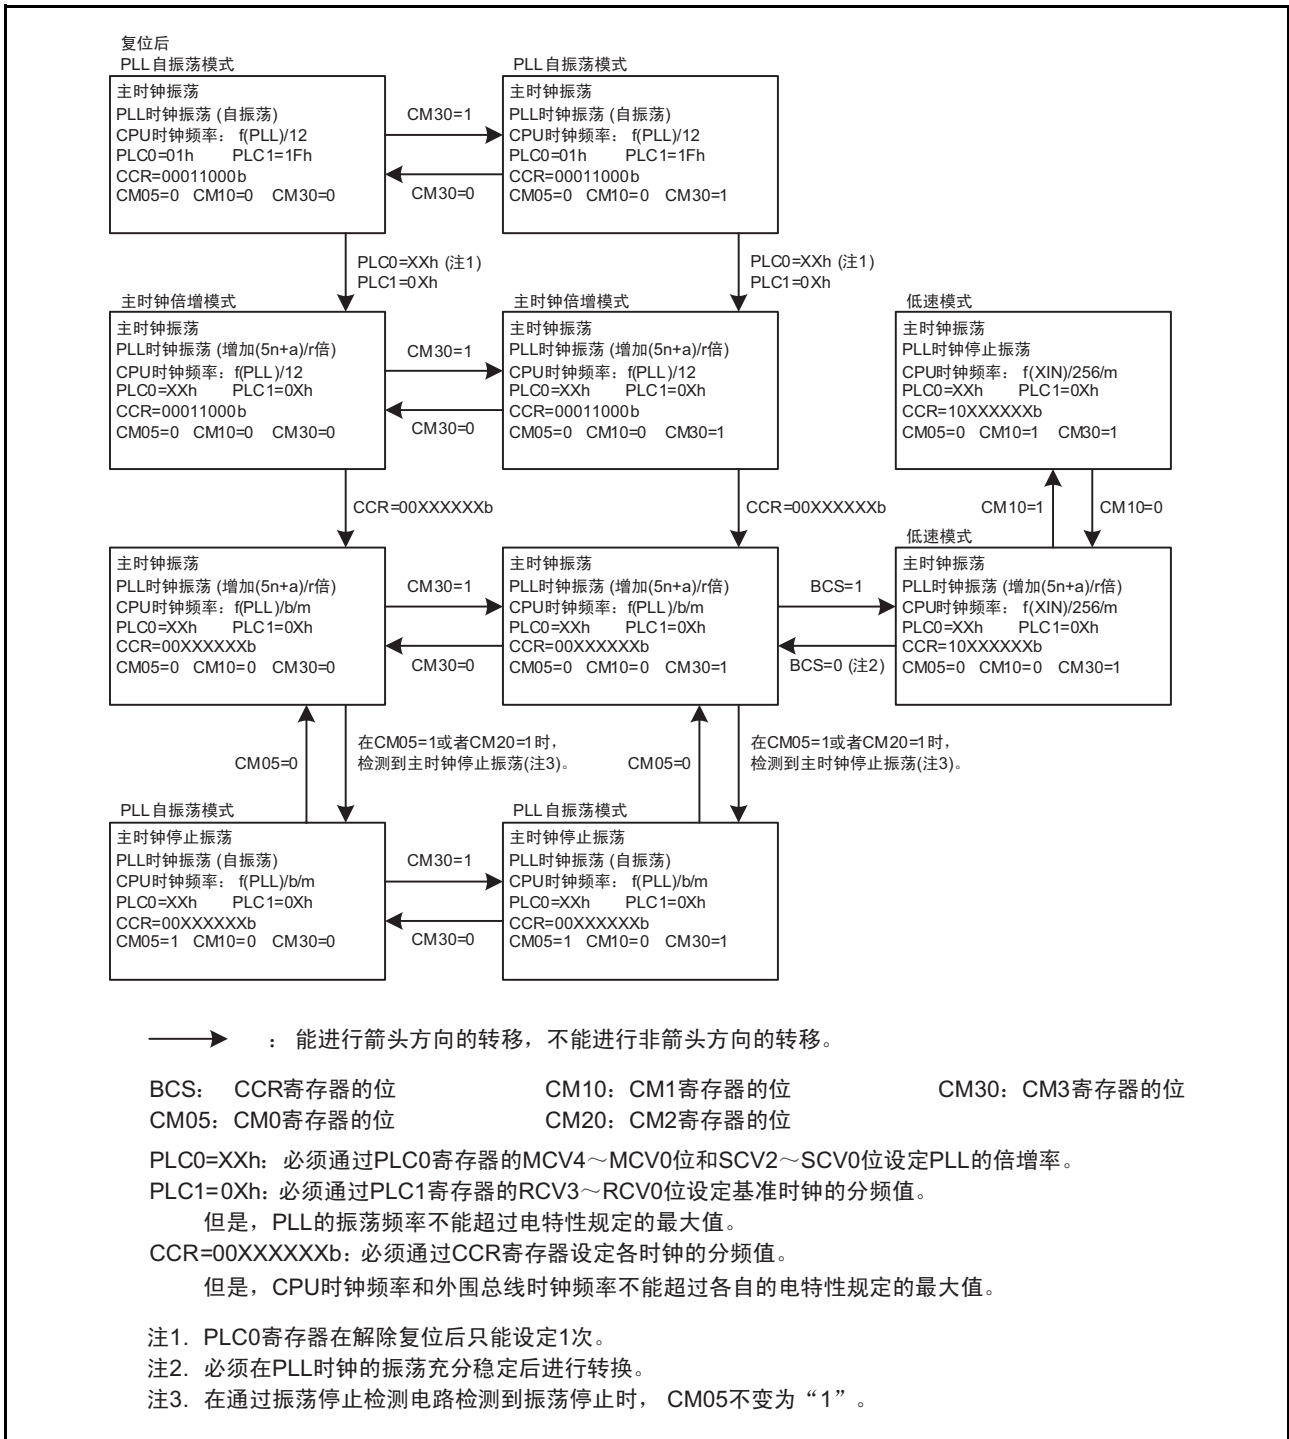 复位后
PLL自振荡模式
主时钟振荡
PLL时钟振荡 (自振荡)
CPU时钟频率： f(PLL)/12
PLC0=01h PLC1=1Fh
CCR=00011000b
CM05=0 CM10=0 CM30=0
CM30=1
CM30=0
PLL自振荡模式
主时钟振荡
PLL时钟振荡 (自振荡)
CPU时钟频率： f(PLL)/12
PLC0=01h PLC1=1Fh
CCR=00011000b
CM05=0 CM10=0 CM30=1
PLC0=XXh (注1)
PLC1=0Xh
PLC0=XXh (注1)
PLC1=0Xh
主时钟倍增模式
主时钟振荡
PLL时钟振荡 (增加(5n+a)/r倍)
CPU时钟频率： f(PLL)/12
PLC0=XXh PLC1=0Xh
CCR=00011000b
CM05=0 CM10=0 CM30=0
CM30=1
CM30=0
主时钟倍增模式
主时钟振荡
PLL时钟振荡 (增加(5n+a)/r倍)
CPU时钟频率： f(PLL)/12
PLC0=XXh PLC1=0Xh
CCR=00011000b
CM05=0 CM10=0 CM30=1
低速模式
主时钟振荡
PLL时钟停止振荡
CPU时钟频率： f(XIN)/256/m
PLC0=XXh PLC1=0Xh
CCR=10XXXXXXb
CM05=0 CM10=1 CM30=1
CCR=00XXXXXXb
CCR=00XXXXXXb
CM10=1
CM10=0
主时钟振荡
PLL时钟振荡 (增加(5n+a)/r倍)
CPU时钟频率： f(PLL)/b/m
PLC0=XXh PLC1=0Xh
CCR=00XXXXXXb
CM05=0 CM10=0 CM30=0
CM30=1
CM30=0
主时钟振荡
PLL时钟振荡 (增加(5n+a)/r倍)
CPU时钟频率： f(PLL)/b/m
PLC0=XXh PLC1=0Xh
CCR=00XXXXXXb
CM05=0 CM10=0 CM30=1
BCS=1
BCS=0 (注2)
低速模式
主时钟振荡
PLL时钟振荡 (增加(5n+a)/r倍)
CPU时钟频率： f(XIN)/256/m
PLC0=XXh PLC1=0Xh
CCR=10XXXXXXb
CM05=0 CM10=0 CM30=1
CM05=0
在CM05=1或者CM20=1时，
检测到主时钟停止振荡(注3)。
CM05=0
在CM05=1或者CM20=1时，
检测到主时钟停止振荡(注3)。
PLL自振荡模式
主时钟停止振荡
PLL时钟振荡 (自振荡)
CPU时钟频率： f(PLL)/b/m
PLC0=XXh PLC1=0Xh
CCR=00XXXXXXb
CM05=1 CM10=0 CM30=0
CM30=1
CM30=0
PLL自振荡模式
主时钟停止振荡
PLL时钟振荡 (自振荡)
CPU时钟频率： f(PLL)/b/m
PLC0=XXh PLC1=0Xh
CCR=00XXXXXXb
CM05=1 CM10=0 CM30=1
： 能进行箭头方向的转移，不能进行非箭头方向的转移。
BCS： CCR寄存器的位 CM10：CM1寄存器的位 CM30：CM3寄存器的位
CM05：CM0寄存器的位 CM20：CM2寄存器的位
PLC0=XXh：必须通过PLC0寄存器的MCV4～MCV0位和SCV2～SCV0位设定PLL的倍增率。
PLC1=0Xh：必须通过PLC1寄存器的RCV3～RCV0位设定基准时钟的分频值。
但是，PLL的振荡频率不能超过电特性规定的最大值。
CCR=00XXXXXXb：必须通过CCR寄存器设定各时钟的分频值。
但是，CPU时钟频率和外围总线时钟频率不能超过各自的电特性规定的最大值。
注1. PLC0寄存器在解除复位后只能设定1次。
注2. 必须在PLL时钟的振荡充分稳定后进行转换。
注3. 在通过振荡停止检测电路检测到振荡停止时， CM05不变为“1”。